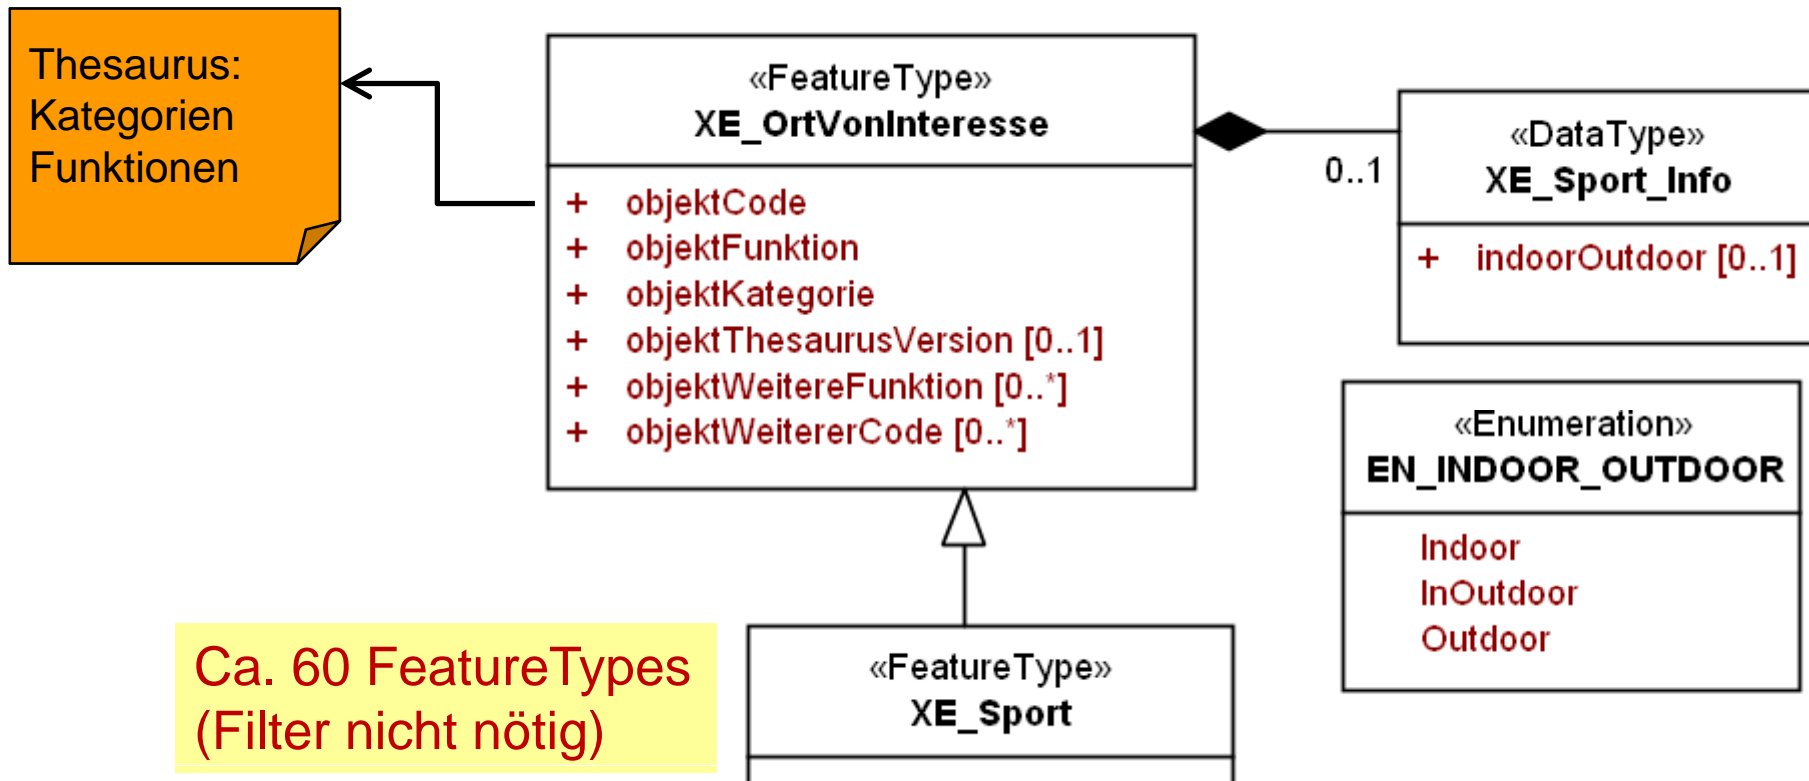 Thesaurus:
Kategorien
Funktionen
«FeatureType»
XE_OrtVonInteresse
+ objektCode
+ objektFunktion
+ objektKategorie
+ objektThesaurusVersion [0..1]
+ objektWeitereFunktion [0..*]
+ objektWeitererCode [0..*]
0..1
«DataType»
XE_Sport_Info
+ indoorOutdoor [0..1]
«Enumeration»
EN_INDOOR_OUTDOOR
Indoor
InOutdoor
Outdoor
Ca. 60 FeatureTypes
(Filter nicht nötig)
«FeatureType»
XE_Sport